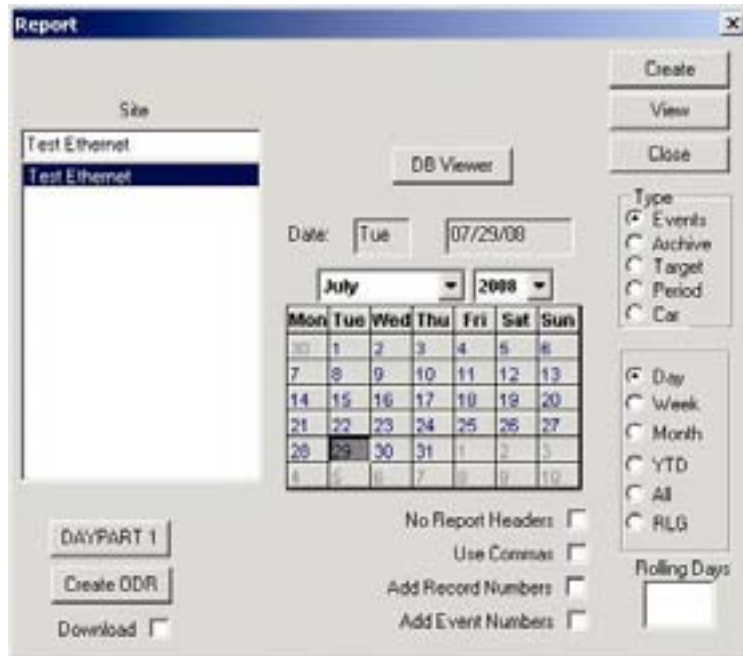 Report
Create
View
Close
Site
Test Ethernet
Test Ethernet
DB Viewer
Date: Tue 07/29/08
July 2008
Mon Tue Wed Thu Fri Sat Sun
30 1 2 3 4 5 6
7 8 9 10 11 12 13
14 15 16 17 18 19 20
21 22 23 24 25 26 27
28 29 30 31 1 2 3
4 5 6 7 8 9 10
Type
Events
Archive
Target
Period
Car
Day
Week
Month
YTD
All
RLG
Rolling Days
No Report Headers
Use Commas
Add Record Numbers
Add Event Numbers
DAYPART 1
Create ODR
Download